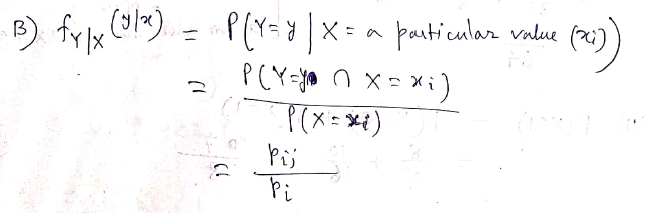 B) f_{Y|X}(y|x) = P(Y=y | X = a particular value (x_i))
= P(Y=y ∩ X = x_i) / P(X = x_i)
= P_{ij} / P_i